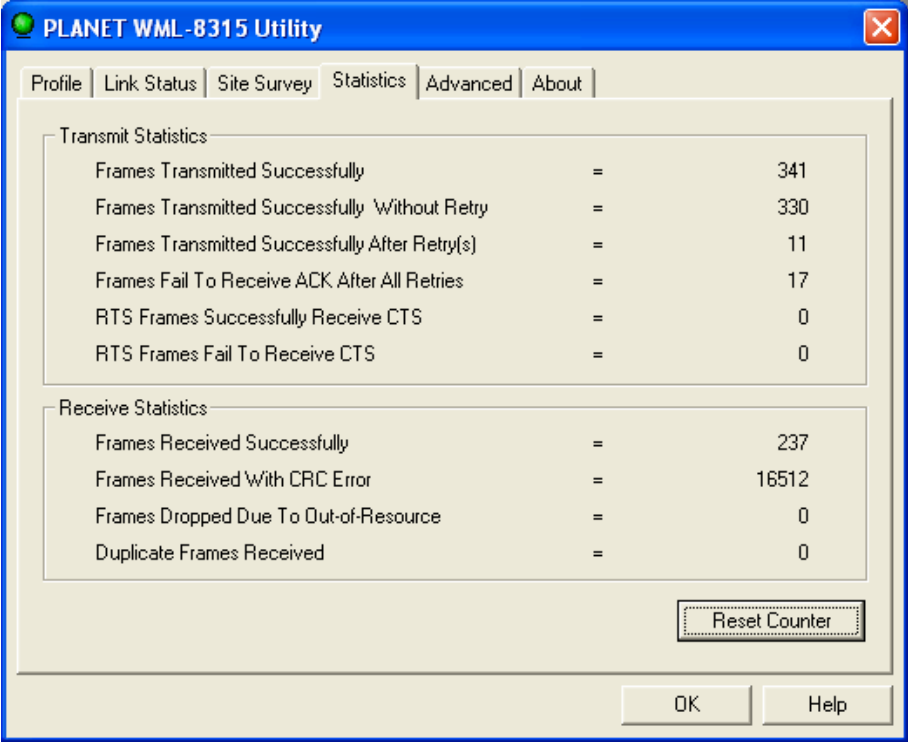 PLANET WML-8315 Utility
Profile Link Status Site Survey Statistics Advanced About
Transmit Statistics
Frames Transmitted Successfully = 341
Frames Transmitted Successfully Without Retry = 330
Frames Transmitted Successfully After Retry(s) = 11
Frames Fail To Receive ACK After All Retries = 17
RTS Frames Successfully Receive CTS = 0
RTS Frames Fail To Receive CTS = 0
Receive Statistics
Frames Received Successfully = 237
Frames Received With CRC Error = 16512
Frames Dropped Due To Out-of-Resource = 0
Duplicate Frames Received = 0
Reset Counter
OK Help